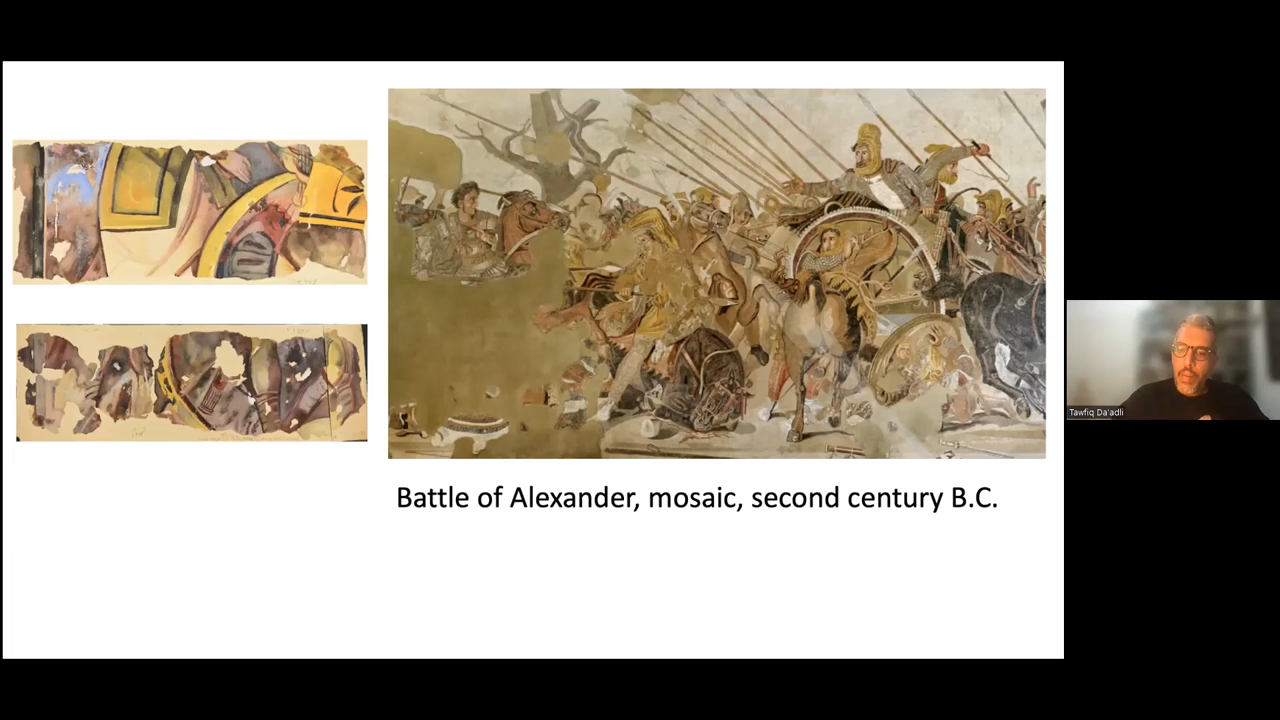 Battle of Alexander, mosaic, second century B.C.
Tawfiq Da'adli